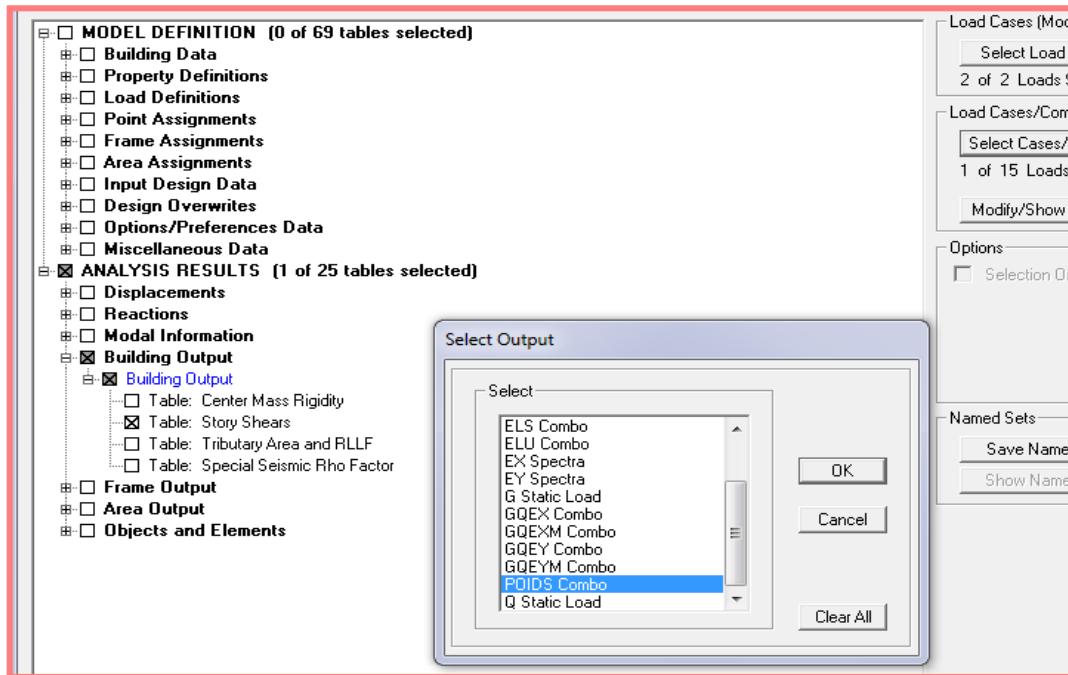 MODEL DEFINITION (0 of 69 tables selected)
Building Data
Property Definitions
Load Definitions
Point Assignments
Frame Assignments
Area Assignments
Input Design Data
Design Overwrites
Options/Preferences Data
Miscellaneous Data
ANALYSIS RESULTS (1 of 25 tables selected)
Displacements
Reactions
Modal Information
Building Output
Building Output
Table: Center Mass Rigidity
Table: Story Shears
Table: Tributary Area and RLLF
Table: Special Seismic Rho Factor
Frame Output
Area Output
Objects and Elements
Select Output
Select
ELS Combo
ELU Combo
EX Spectra
EY Spectra
G Static Load
GQEX Combo
GQEXM Combo
GQEY Combo
GQEYM Combo
POIDS Combo
Q Static Load
OK
Cancel
Clear All
Load Cases (Mod
Select Load
2 of 2 Loads S
Load Cases/Com
Select Cases/
1 of 15 Loads
Modify/Show
Options
Selection O
Named Sets
Save Name
Show Name